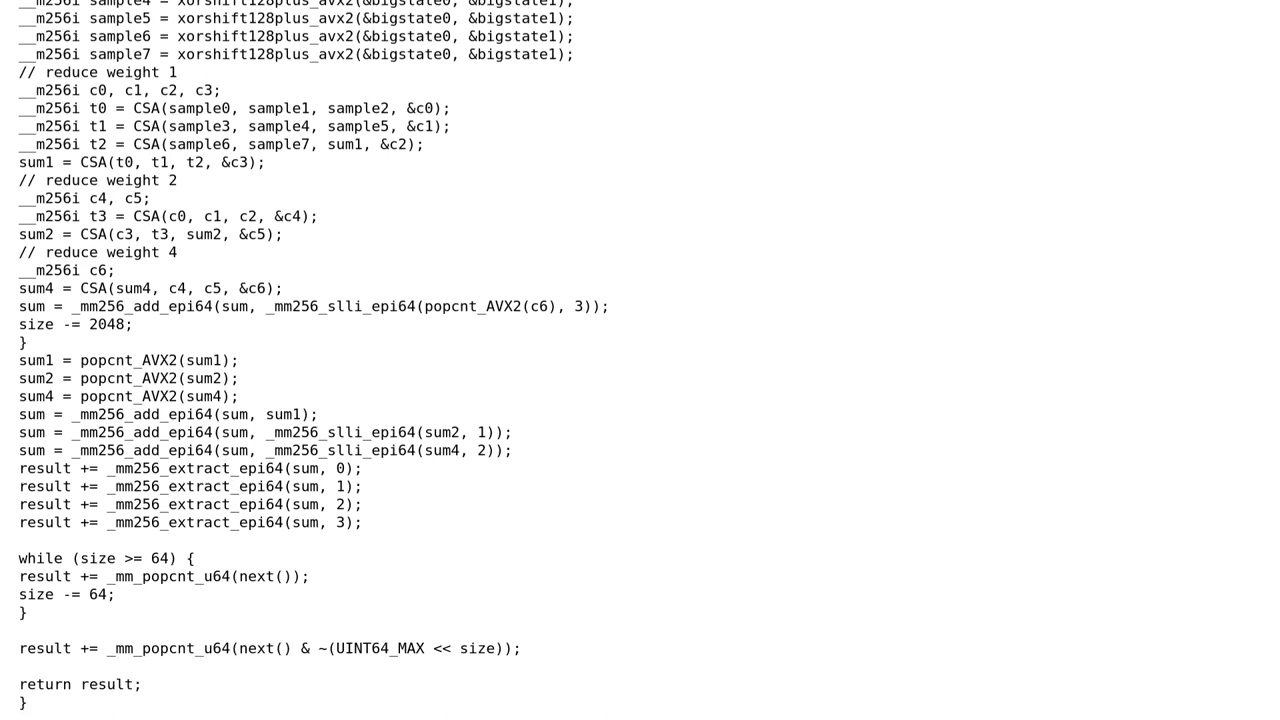 __m256i sample4 = xorshift128plus_avx2(&bigstate0, &bigstate1);
__m256i sample5 = xorshift128plus_avx2(&bigstate0, &bigstate1);
__m256i sample6 = xorshift128plus_avx2(&bigstate0, &bigstate1);
__m256i sample7 = xorshift128plus_avx2(&bigstate0, &bigstate1);
// reduce weight 1
__m256i c0, c1, c2, c3;
__m256i t0 = CSA(sample0, sample1, sample2, &c0);
__m256i t1 = CSA(sample3, sample4, sample5, &c1);
__m256i t2 = CSA(sample6, sample7, sum1, &c2);
sum1 = CSA(t0, t1, t2, &c3);
// reduce weight 2
__m256i c4, c5;
__m256i t3 = CSA(c0, c1, c2, &c4);
sum2 = CSA(c3, t3, sum2, &c5);
// reduce weight 4
__m256i c6;
sum4 = CSA(sum4, c4, c5, &c6);
sum = _mm256_add_epi64(sum, _mm256_slli_epi64(popcnt_AVX2(c6), 3));
size -= 2048;
}
sum1 = popcnt_AVX2(sum1);
sum2 = popcnt_AVX2(sum2);
sum4 = popcnt_AVX2(sum4);
sum = _mm256_add_epi64(sum, sum1);
sum = _mm256_add_epi64(sum, _mm256_slli_epi64(sum2, 1));
sum = _mm256_add_epi64(sum, _mm256_slli_epi64(sum4, 2));
result += _mm256_extract_epi64(sum, 0);
result += _mm256_extract_epi64(sum, 1);
result += _mm256_extract_epi64(sum, 2);
result += _mm256_extract_epi64(sum, 3);

while (size >= 64) {
result += _mm_popcnt_u64(next());
size -= 64;
}

result += _mm_popcnt_u64(next() & ~(UINT64_MAX << size));

return result;
}